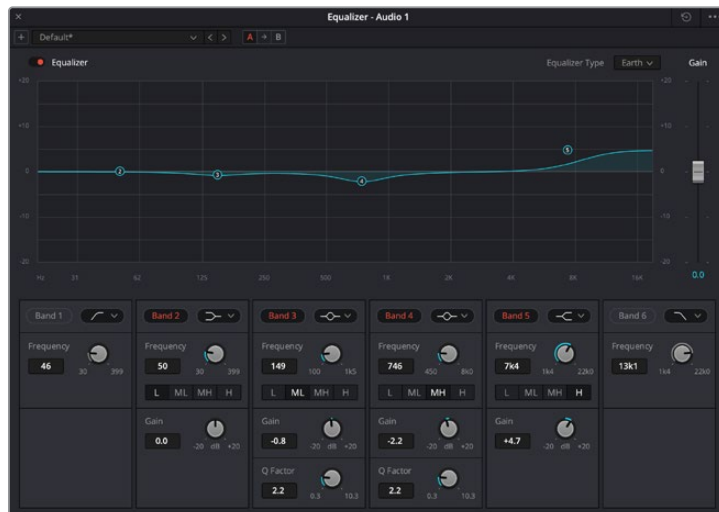 Equalizer - Audio 1
Default*
A B
Equalizer
Equalizer Type Earth Gain
+20 +20
+10 +10
0 0
-10 -10
-20 -20
Hz 31 62 125 250 500 1K 2K 4K 8K 16K 0.0
Band 1 Band 2 Band 3 Band 4 Band 5 Band 6
Frequency Frequency Frequency Frequency Frequency Frequency
46 30 399 50 30 399 149 100 1k5 746 450 8k0 7k4 1k4 22k0 13k1 1k4 22k0
L ML MH H L ML MH H L ML MH H L ML MH H
Gain Gain Gain Gain
0.0 -20 dB +20 -0.8 -20 dB +20 -2.2 -20 dB +20 +4.7 -20 dB +20
Q Factor Q Factor
2.2 0.3 10.3 2.2 0.3 10.3